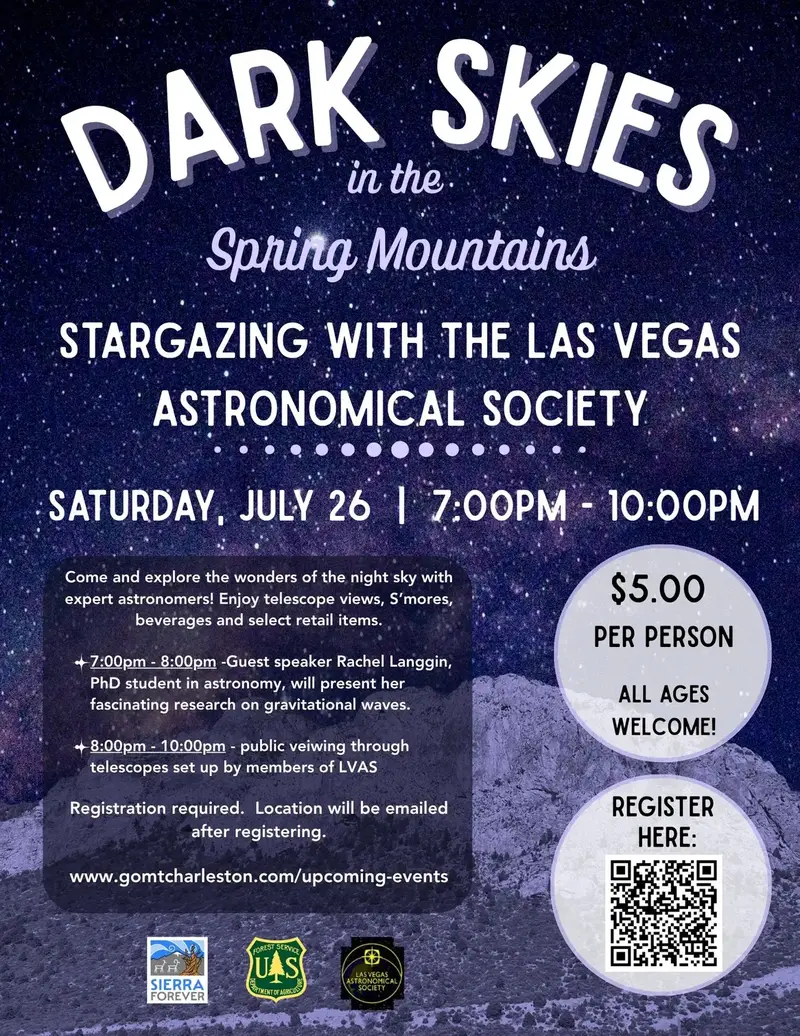 DARK SKIES
in the
Spring Mountains
STARGAZING WITH THE LAS VEGAS
ASTRONOMICAL SOCIETY
SATURDAY, JULY 26 | 7:00PM - 10:00PM
Come and explore the wonders of the night sky with
expert astronomers! Enjoy telescope views, S'mores,
beverages and select retail items.
7:00pm - 8:00pm -Guest speaker Rachel Langgin,
PhD student in astronomy, will present her
fascinating research on gravitational waves.
8:00pm - 10:00pm - public veiwing through
telescopes set up by members of LVAS
Registration required. Location will be emailed
after registering.
www.gomtcharleston.com/upcoming-events
$5.00
PER PERSON
ALL AGES
WELCOME!
REGISTER
HERE:
SIERRA
FOREVER
FOREST SERVICE
U S
DEPARTMENT OF AGRICULTURE
LAS VEGAS
ASTRONOMICAL
SOCIETY